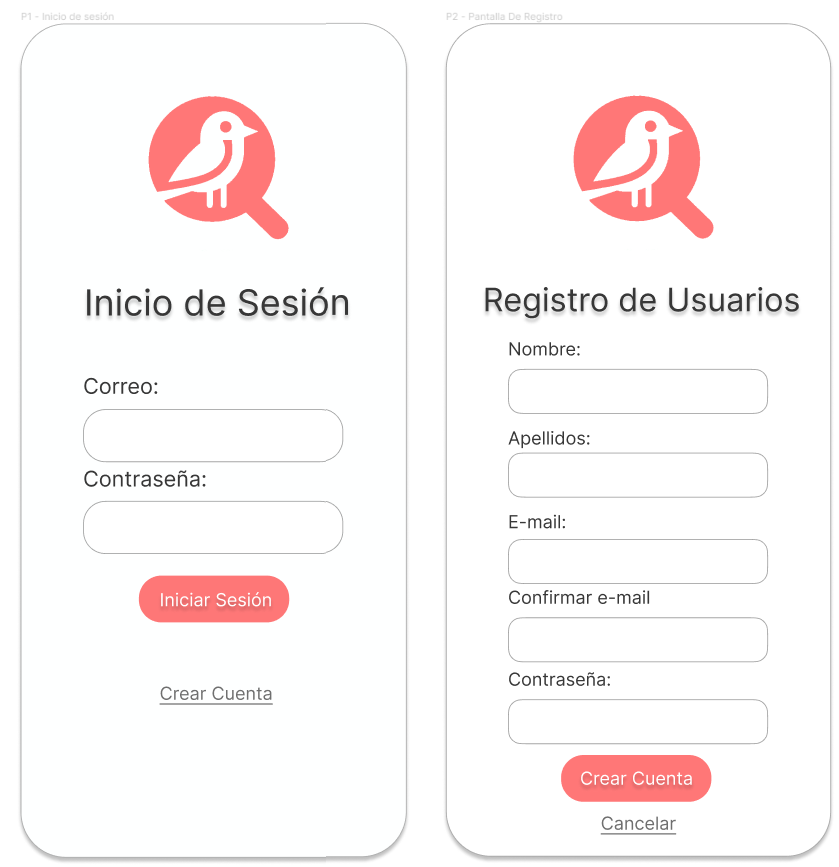 P1 - Inicio de sesión
Inicio de Sesión
Correo:
Contraseña:
Iniciar Sesión
Crear Cuenta
P2 - Pantalla De Registro
Registro de Usuarios
Nombre:
Apellidos:
E-mail:
Confirmar e-mail
Contraseña:
Crear Cuenta
Cancelar